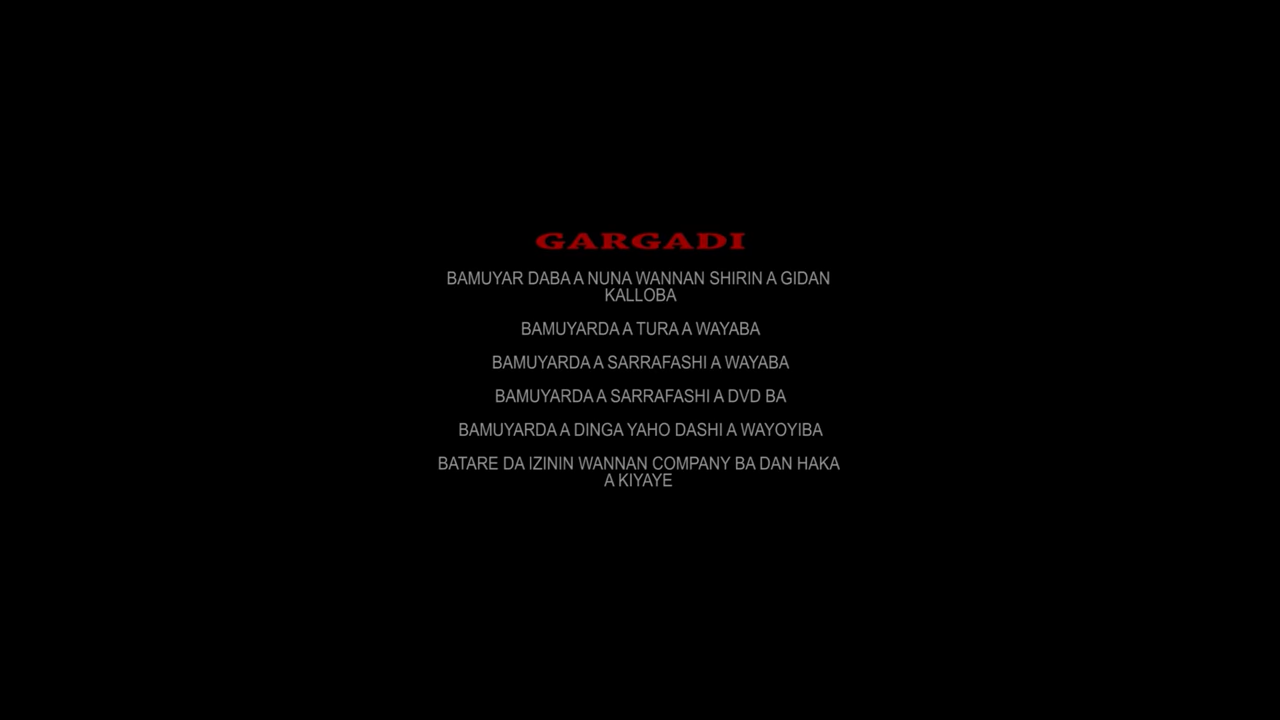 GARGADI
BAMUYAR DABA A NUNA WANNAN SHIRIN A GIDAN
KALLOBA
BAMUYARDA A TURA A WAYABA
BAMUYARDA A SARRAFASHI A WAYABA
BAMUYARDA A SARRAFASHI A DVD BA
BAMUYARDA A DINGA YAHO DASHI A WAYOYIBA
BATARE DA IZININ WANNAN COMPANY BA DAN HAKA
A KIYAYE